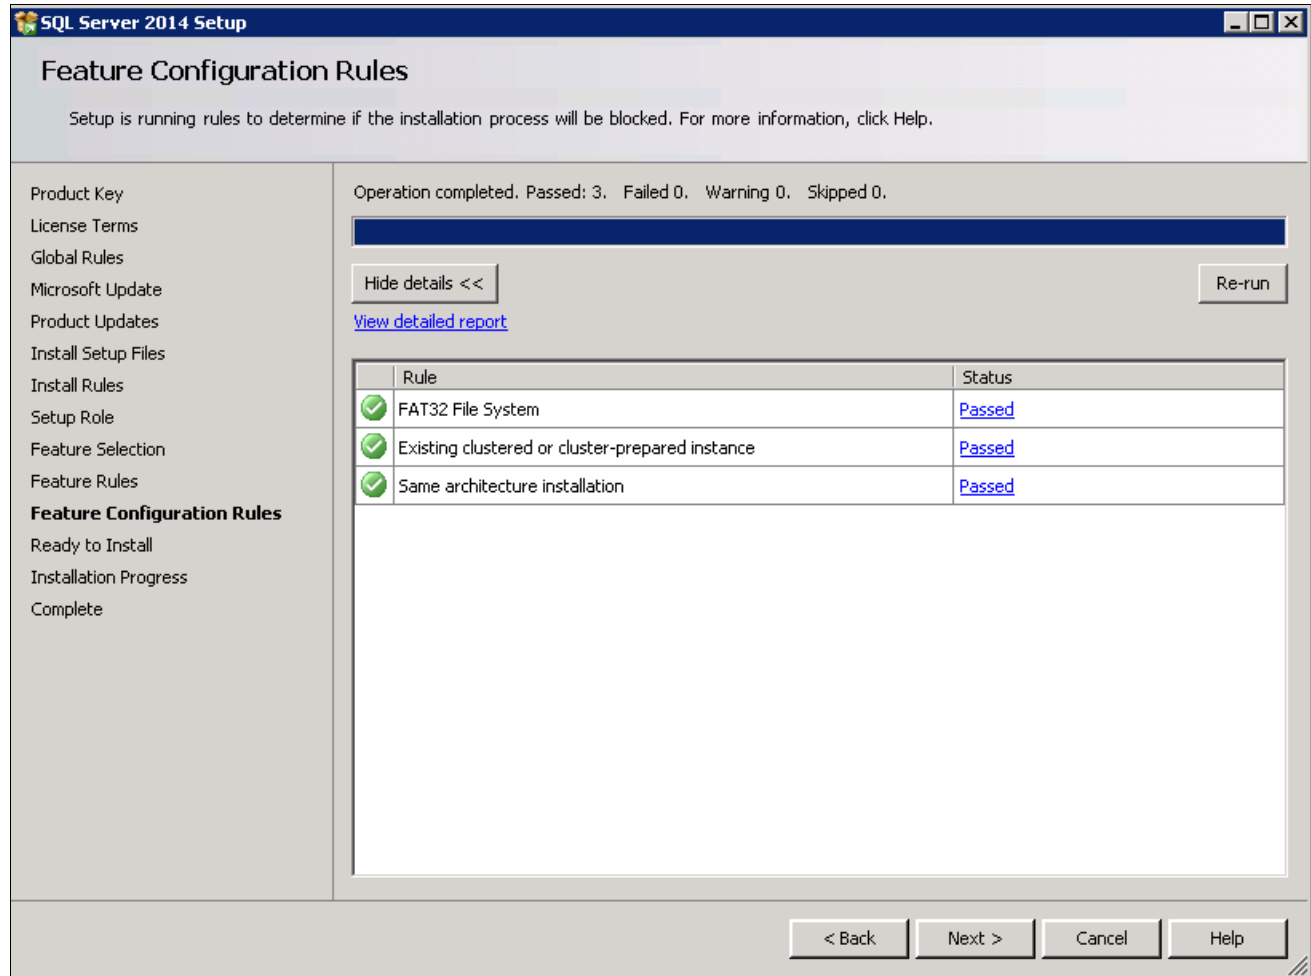 SQL Server 2014 Setup
Feature Configuration Rules
Setup is running rules to determine if the installation process will be blocked. For more information, click Help.
Product Key
License Terms
Global Rules
Microsoft Update
Product Updates
Install Setup Files
Install Rules
Setup Role
Feature Selection
Feature Rules
Feature Configuration Rules
Ready to Install
Installation Progress
Complete
Operation completed. Passed: 3. Failed 0. Warning 0. Skipped 0.
Hide details << Re-run
View detailed report
Rule Status
FAT32 File System Passed
Existing clustered or cluster-prepared instance Passed
Same architecture installation Passed
< Back Next > Cancel Help